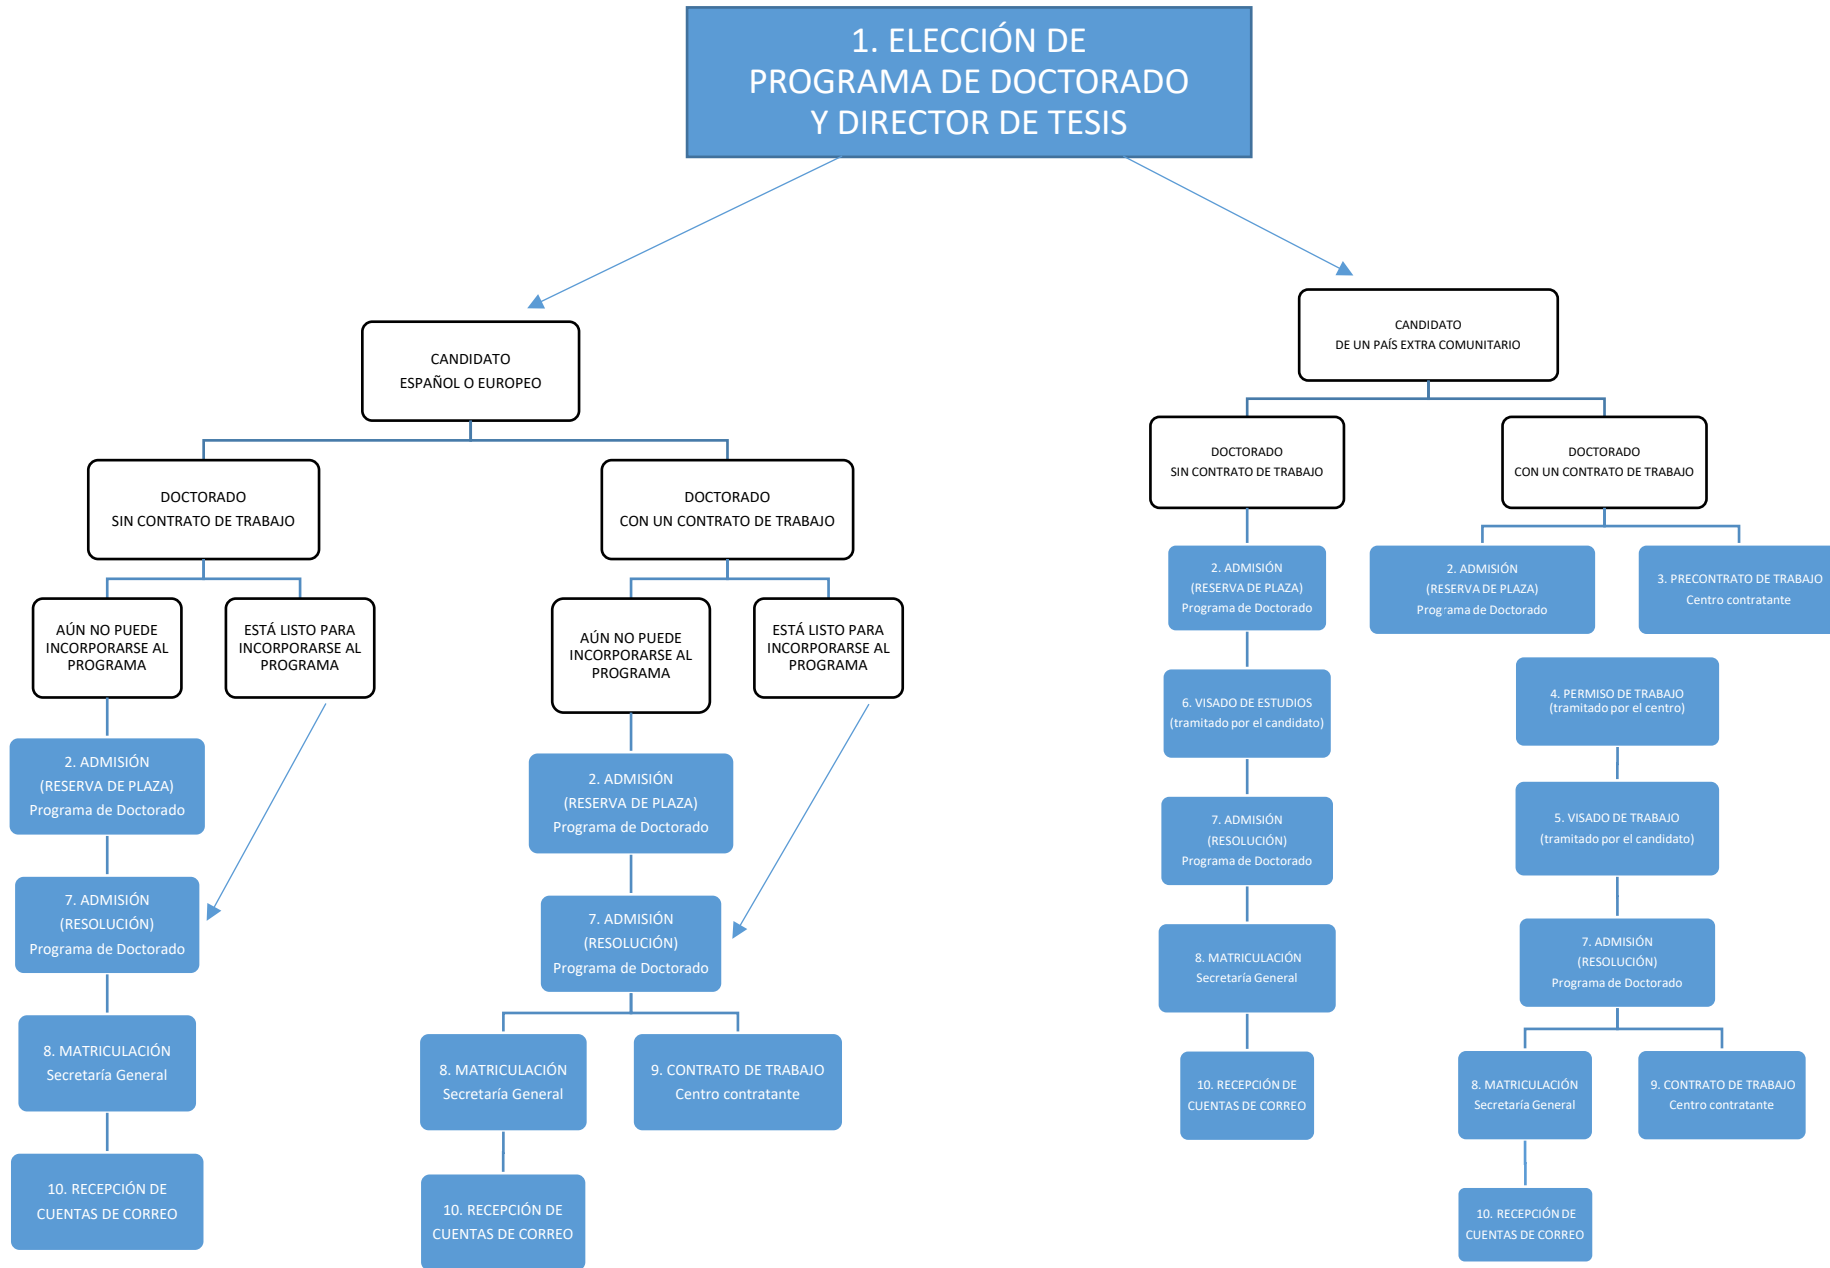 1. ELECCIÓN DE
PROGRAMA DE DOCTORADO
Y DIRECTOR DE TESIS
CANDIDATO
ESPAÑOL O EUROPEO
DOCTORADO
SIN CONTRATO DE TRABAJO
DOCTORADO
CON UN CONTRATO DE TRABAJO
AÚN NO PUEDE
INCORPORARSE AL
PROGRAMA
ESTÁ LISTO PARA
INCORPORARSE AL
PROGRAMA
2. ADMISIÓN
(RESERVA DE PLAZA)
Programa de Doctorado
7. ADMISIÓN
(RESOLUCIÓN)
Programa de Doctorado
8. MATRICULACIÓN
Secretaría General
10. RECEPCIÓN DE
CUENTAS DE CORREO
AÚN NO PUEDE
INCORPORARSE AL
PROGRAMA
ESTÁ LISTO PARA
INCORPORARSE AL
PROGRAMA
2. ADMISIÓN
(RESERVA DE PLAZA)
Programa de Doctorado
7. ADMISIÓN
(RESOLUCIÓN)
Programa de Doctorado
8. MATRICULACIÓN
Secretaría General
9. CONTRATO DE TRABAJO
Centro contratante
10. RECEPCIÓN DE
CUENTAS DE CORREO
CANDIDATO
DE UN PAÍS EXTRA COMUNITARIO
DOCTORADO
SIN CONTRATO DE TRABAJO
DOCTORADO
CON UN CONTRATO DE TRABAJO
2. ADMISIÓN
(RESERVA DE PLAZA)
Programa de Doctorado
6. VISADO DE ESTUDIOS
(tramitado por el candidato)
7. ADMISIÓN
(RESOLUCIÓN)
Programa de Doctorado
8. MATRICULACIÓN
Secretaría General
10. RECEPCIÓN DE
CUENTAS DE CORREO
2. ADMISIÓN
(RESERVA DE PLAZA)
Programa de Doctorado
3. PRECONTRATO DE TRABAJO
Centro contratante
4. PERMISO DE TRABAJO
(tramitado por el centro)
5. VISADO DE TRABAJO
(tramitado por el candidato)
7. ADMISIÓN
(RESOLUCIÓN)
Programa de Doctorado
8. MATRICULACIÓN
Secretaría General
9. CONTRATO DE TRABAJO
Centro contratante
10. RECEPCIÓN DE
CUENTAS DE CORREO